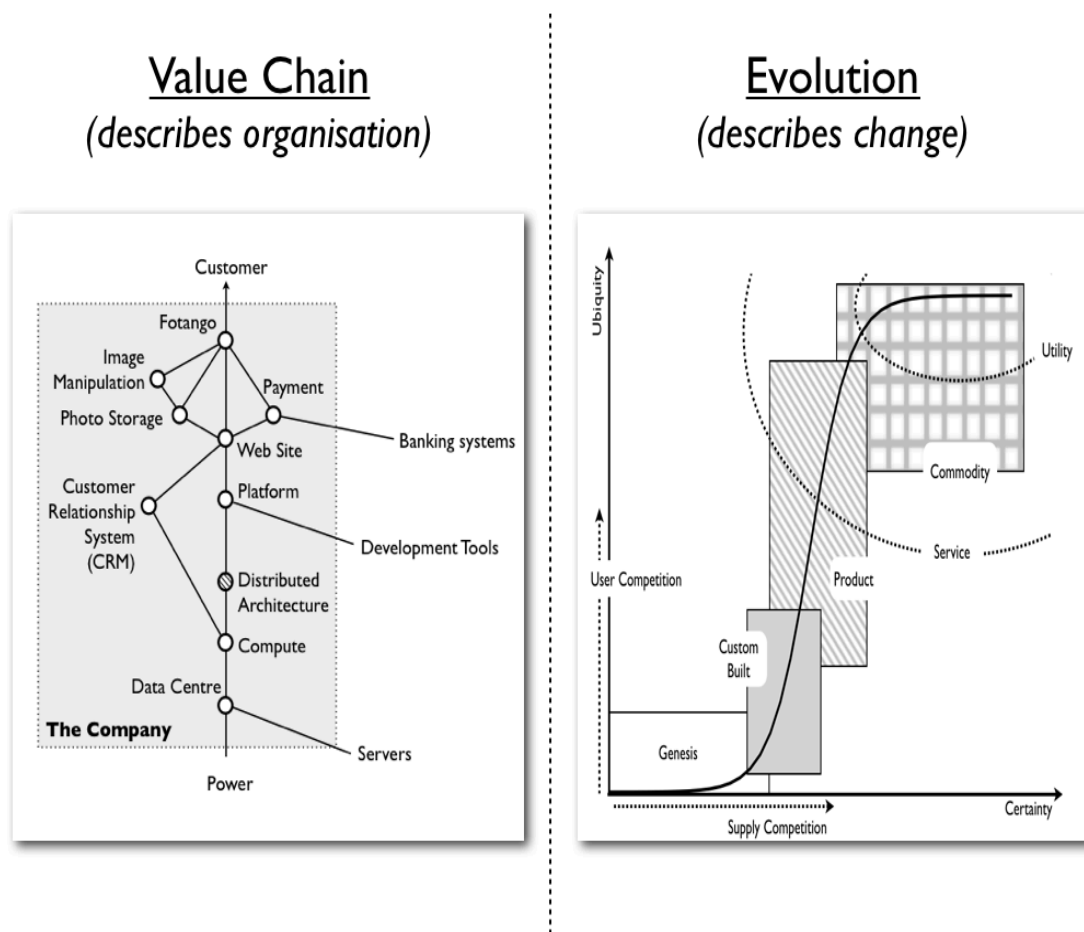 Value Chain
(describes organisation)
Customer
Fotango
Image
Manipulation
Payment
Photo Storage
Banking systems
Web Site
Customer
Relationship
System
(CRM)
Platform
Development Tools
Distributed
Architecture
Compute
Data Centre
The Company
Servers
Power
Evolution
(describes change)
Ubiquity
Utility
Commodity
Service
User Competition
Product
Custom
Built
Genesis
Certainty
Supply Competition